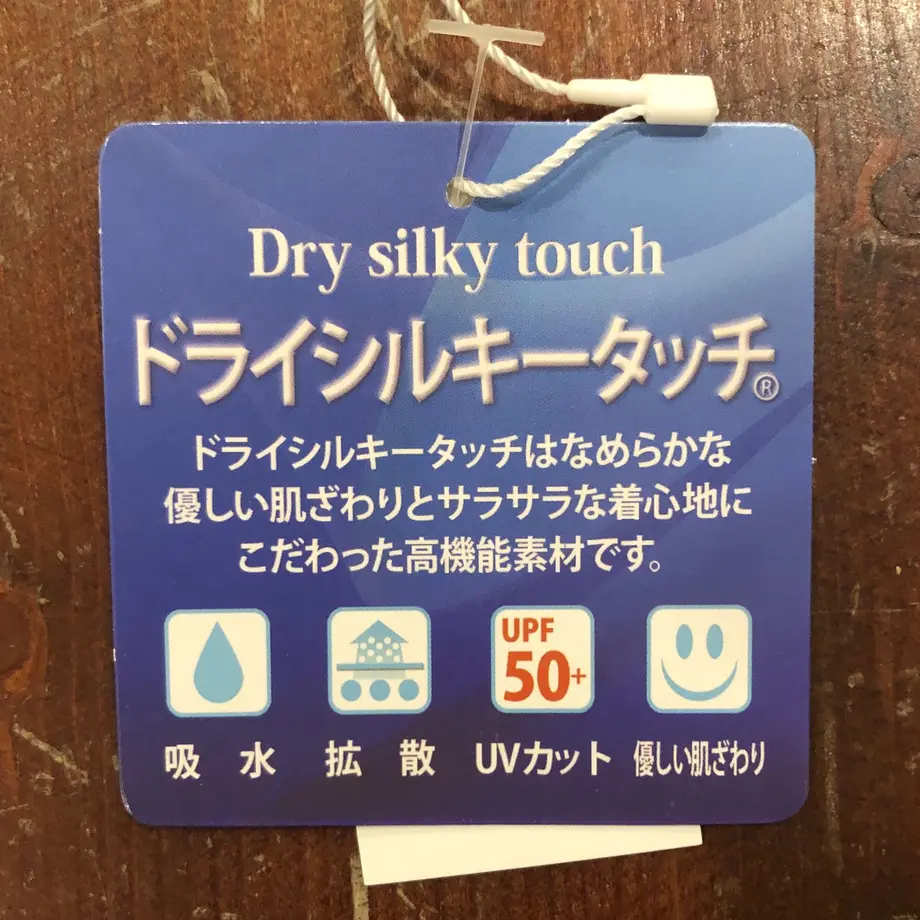 Dry silky touch
ドライシルキータッチ®
ドライシルキータッチはなめらかな
優しい肌ざわりとサラサラな着心地に
こだわった高機能素材です。
UPF
50+
吸水 拡散 UVカット 優しい肌ざわり